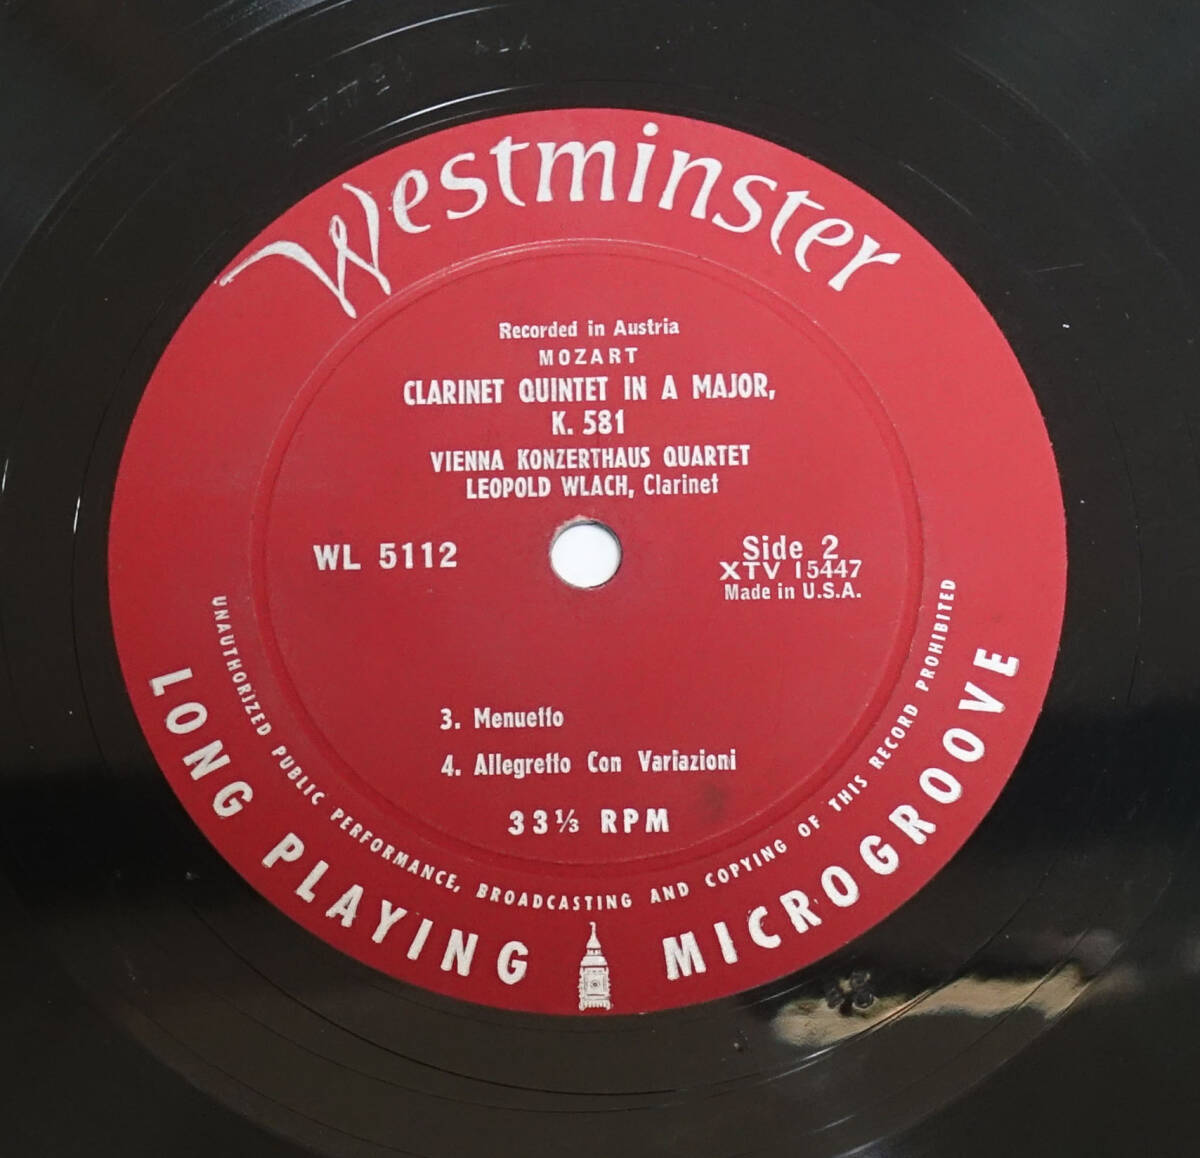 Westminster
Recorded in Austria
MOZART
CLARINET QUINTET IN A MAJOR,
K. 581
VIENNA KONZERTHAUS QUARTET
LEOPOLD WLACH, Clarinet
WL 5112
Side 2
XTV 15447
Made in U.S.A.
3. Menuetto
4. Allegretto Con Variazioni
33⅓ RPM
UNAUTHORIZED PUBLIC PERFORMANCE, BROADCASTING AND COPYING OF THIS RECORD PROHIBITED
LONG PLAYING MICROGROOVE